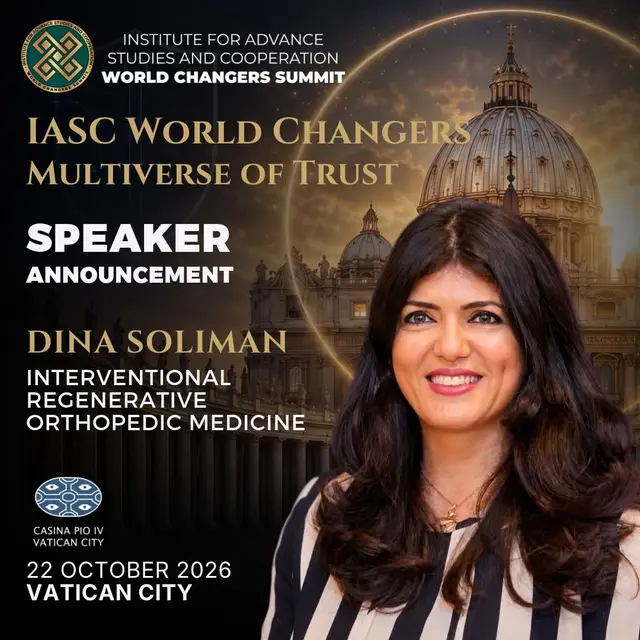 INSTITUTE FOR ADVANCE
STUDIES AND COOPERATION
WORLD CHANGERS SUMMIT
IASC WORLD CHANGERS
MULTIVERSE OF TRUST
SPEAKER
ANNOUNCEMENT
DINA SOLIMAN
INTERVENTIONAL
REGENERATIVE
ORTHOPEDIC MEDICINE
CASINA PIO IV
VATICAN CITY
22 OCTOBER 2026
VATICAN CITY